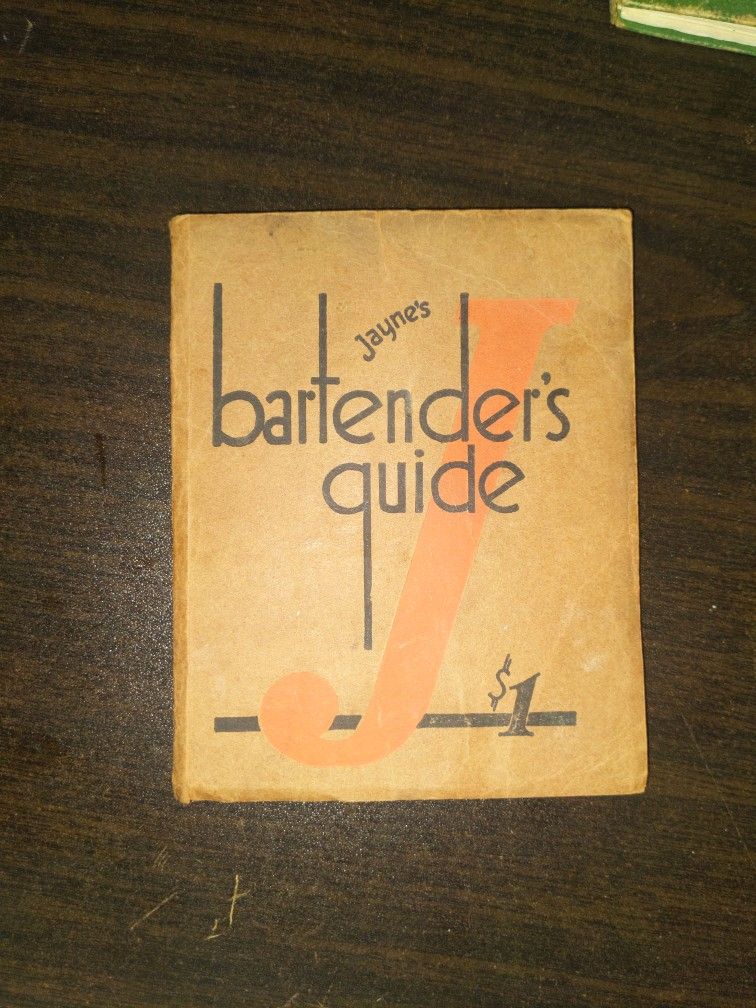 Jayne's
bartender's
guide
J
$1